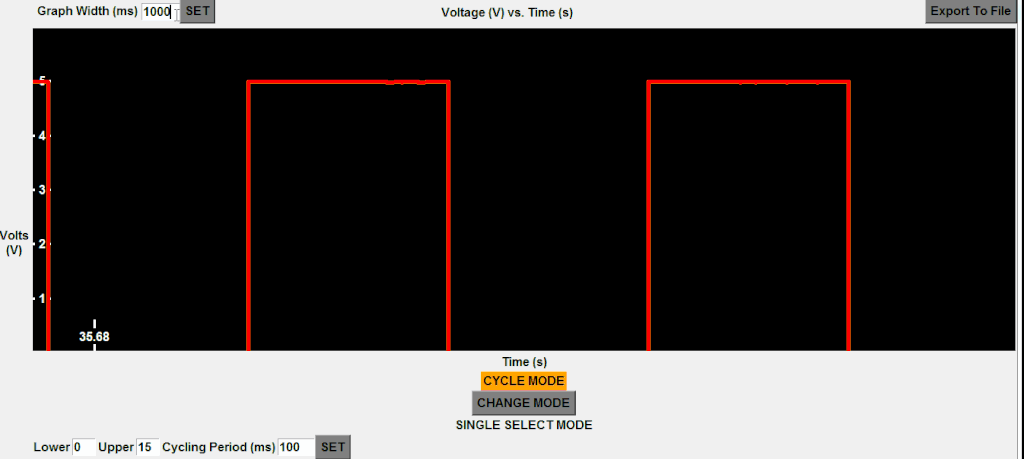 Graph Width (ms) 1000 SET Voltage (V) vs. Time (s) Export To File
5
4
3
Volts
(V)
2
1
35.68
Time (s)
CYCLE MODE
CHANGE MODE
SINGLE SELECT MODE
Lower 0 Upper 15 Cycling Period (ms) 100 SET